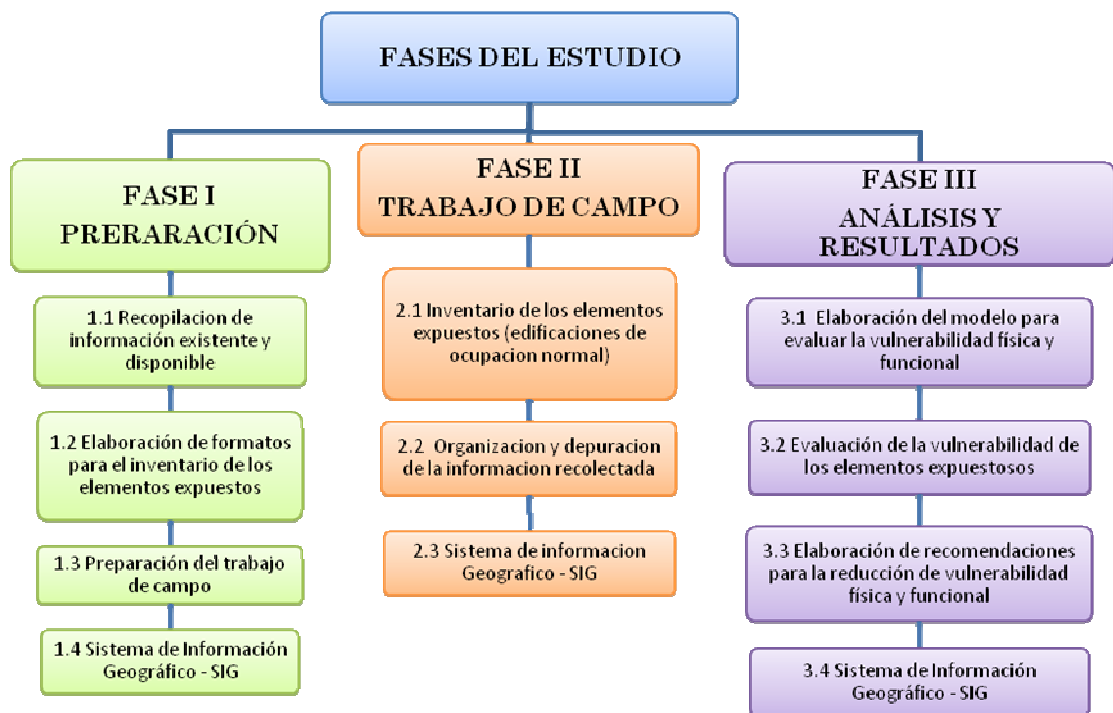 FASES DEL ESTUDIO
FASE I
PRERARACIÓN
1.1 Recopilacion de
información existente y
disponible
1.2 Elaboración de formatos
para el inventario de los
elementos expuestos
1.3 Preparación del trabajo
de campo
1.4 Sistema de Información
Geográfico - SIG
FASE II
TRABAJO DE CAMPO
2.1 Inventario de los elementos
expuestos (edificaciones de
ocupacion normal)
2.2 Organizacion y depuracion
de la informacion recolectada
2.3 Sistema de informacion
Geografico - SIG
FASE III
ANÁLISIS Y
RESULTADOS
3.1 Elaboración del modelo para
evaluar la vulnerabilidad física y
funcional
3.2 Evaluación de la vulnerabilidad de
los elementos expuestosos
3.3 Elaboración de recomendaciones
para la reducción de vulnerabilidad
física y funcional
3.4 Sistema de Información
Geográfico - SIG